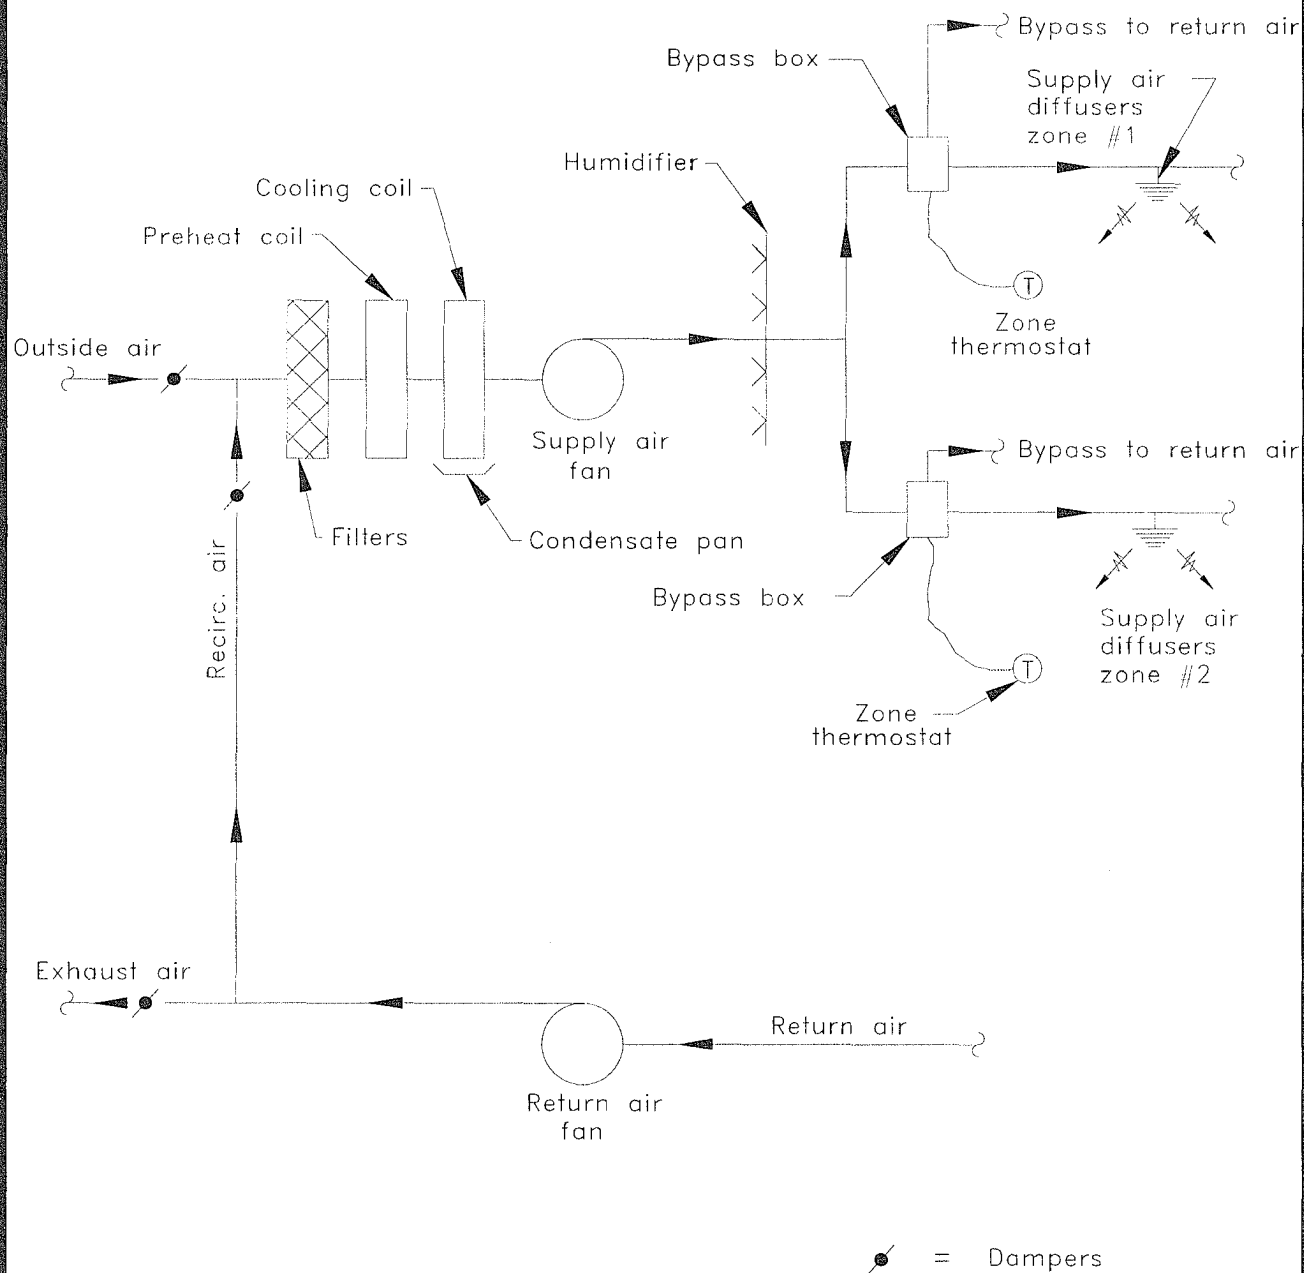 Bypass to return air
Bypass box
Supply air
diffusers
zone #1
Humidifier
Cooling coil
Preheat coil
T
Zone
thermostat
Outside air
Supply air
fan
Bypass to return air
Filters
Condensate pan
Recirc. air
Bypass box
Supply air
diffusers
zone #2
T
Zone
thermostat
Exhaust air
Return air
Return air
fan
= Dampers